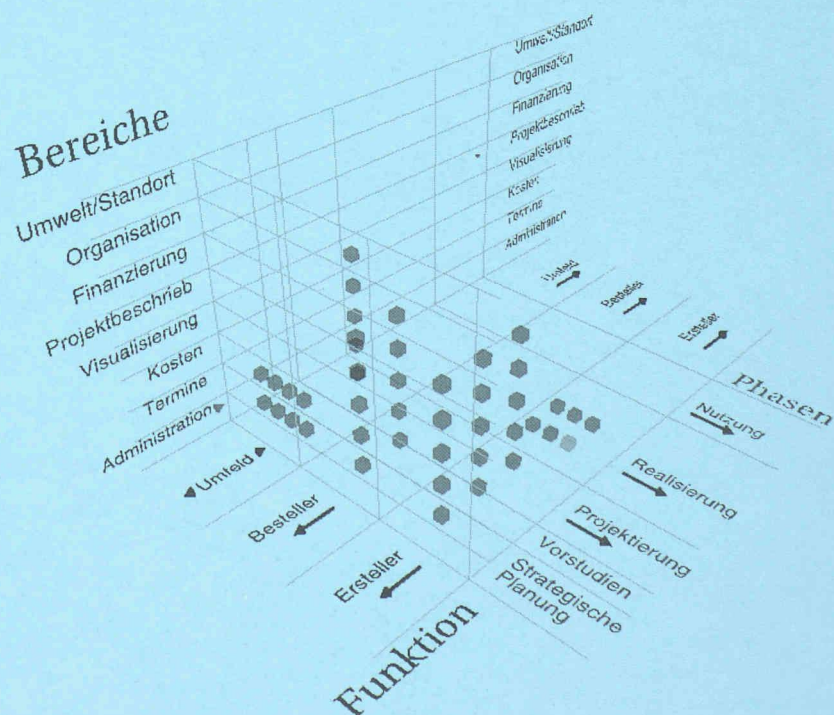 Bereiche
Umwelt/Standort
Organisation
Finanzierung
Projektbeschrieb
Visualisierung
Kosten
Termine
Administration
Umwelt/Standort
Organisation
Finanzierung
Projektbeschrieb
Visualisierung
Kosten
Termine
Administration
Umfeld
Besteller
Ersteller
Umfeld
Besteller
Ersteller
Funktion
Phasen
Nutzung
Realisierung
Projektierung
Vorstudien
Strategische
Planung